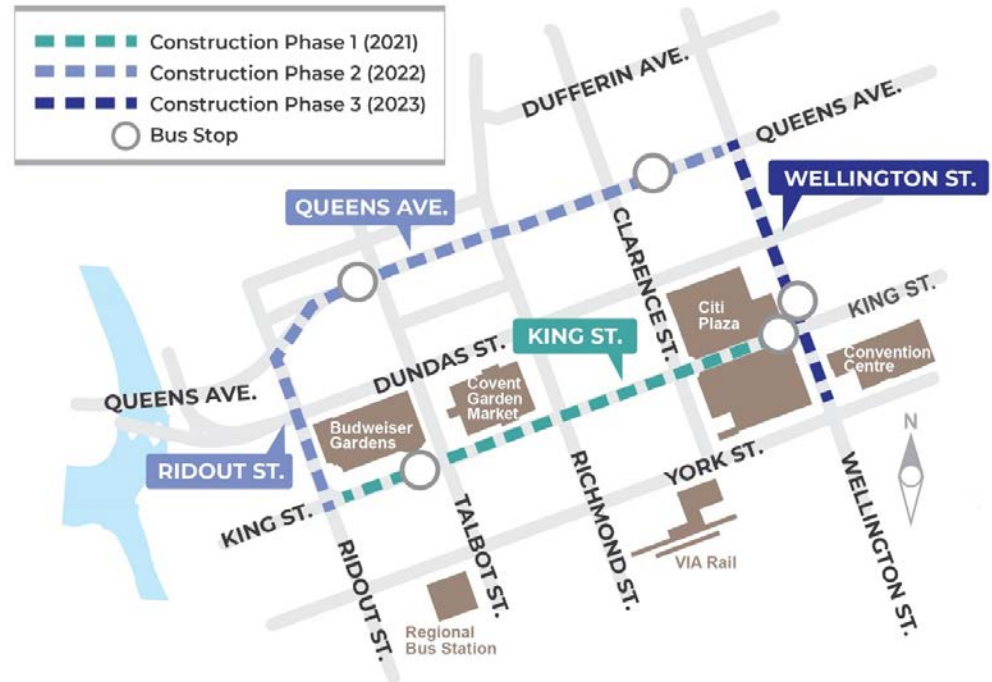 Construction Phase 1 (2021)
Construction Phase 2 (2022)
Construction Phase 3 (2023)
Bus Stop
DUFFERIN AVE.
QUEENS AVE.
WELLINGTON ST.
QUEENS AVE.
CLARENCE ST.
Citi
Plaza
KING ST.
KING ST.
Convention
Centre
DUNDAS ST.
Covent
Garden
Market
QUEENS AVE.
Budweiser
Gardens
N
RIDOUT ST.
YORK ST.
KING ST.
RIDOUT ST.
TALBOT ST.
RICHMOND ST.
WELLINGTON ST.
VIA Rail
Regional
Bus Station